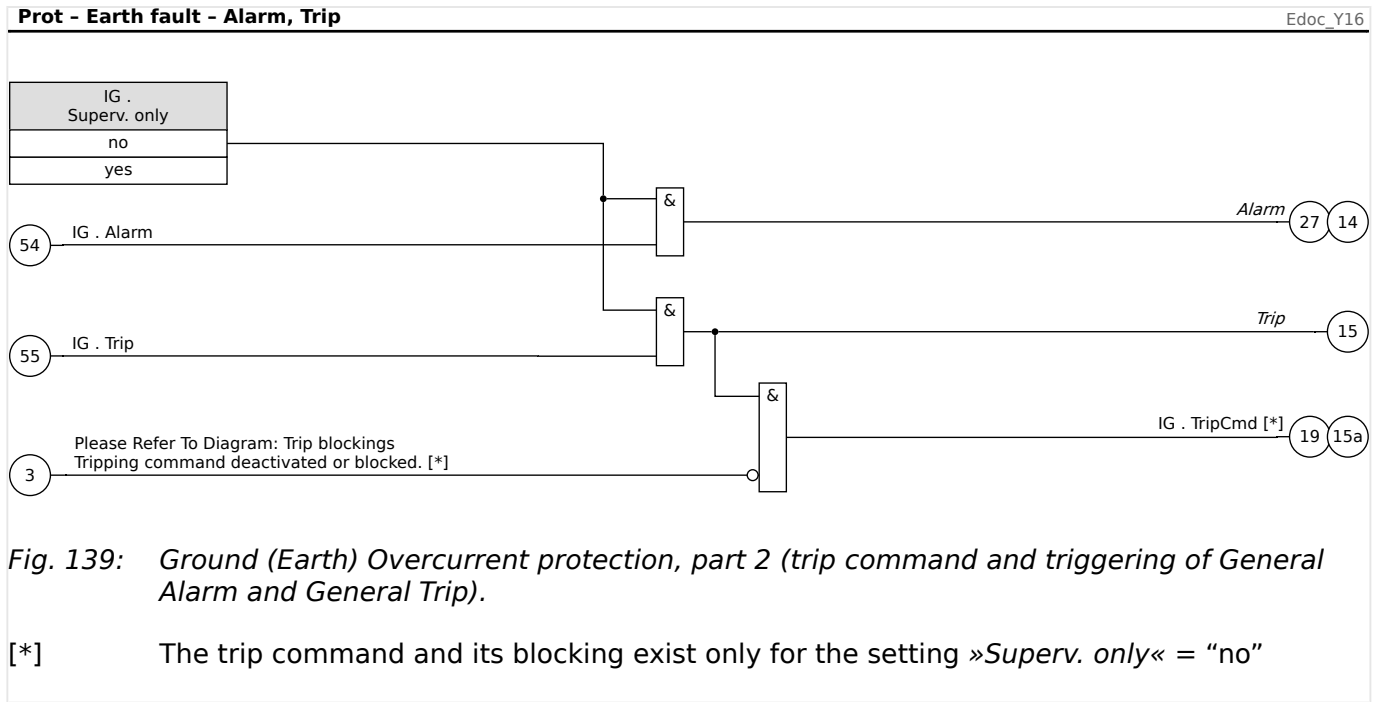 Prot – Earth fault – Alarm, Trip
Edoc_Y16
IG .
Superv. only
no
yes
&
Alarm
27
14
54
IG . Alarm
&
Trip
15
55
IG . Trip
&
IG . TripCmd [*]
19
15a
3
Please Refer To Diagram: Trip blockings
Tripping command deactivated or blocked. [*]
Fig. 139: Ground (Earth) Overcurrent protection, part 2 (trip command and triggering of General
Alarm and General Trip).
[*] The trip command and its blocking exist only for the setting »Superv. only« = “no”